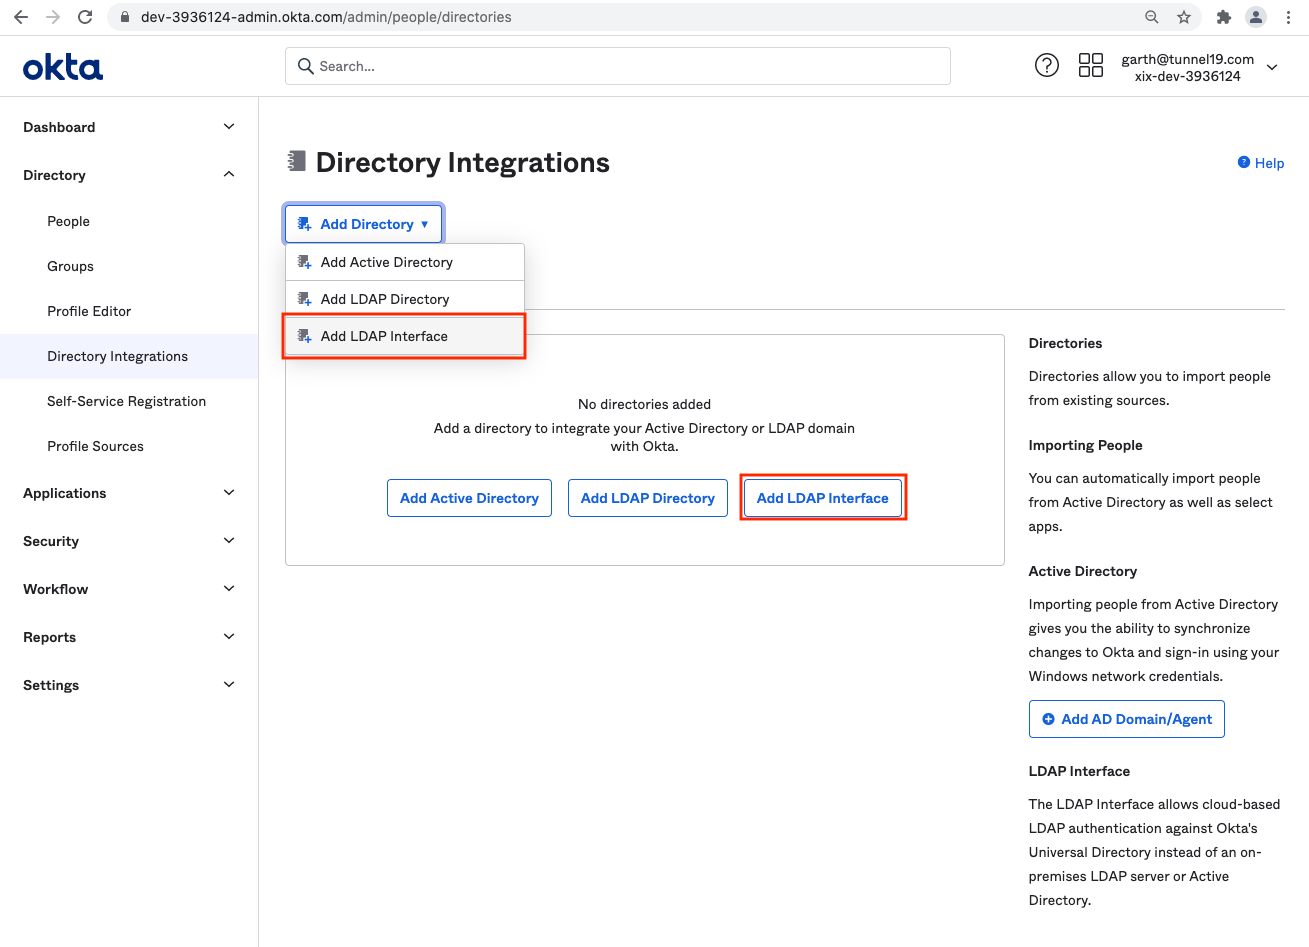 dev-3936124-admin.okta.com/admin/people/directories
okta
Search...
garth@tunnel19.com
xix-dev-3936124
Dashboard
Directory
People
Groups
Profile Editor
Directory Integrations
Self-Service Registration
Profile Sources
Applications
Security
Workflow
Reports
Settings
Directory Integrations
Help
Add Directory
Add Active Directory
Add LDAP Directory
Add LDAP Interface
No directories added
Add a directory to integrate your Active Directory or LDAP domain
with Okta.
Add Active Directory
Add LDAP Directory
Add LDAP Interface
Directories
Directories allow you to import people
from existing sources.
Importing People
You can automatically import people
from Active Directory as well as select
apps.
Active Directory
Importing people from Active Directory
gives you the ability to synchronize
changes to Okta and sign-in using your
Windows network credentials.
Add AD Domain/Agent
LDAP Interface
The LDAP Interface allows cloud-based
LDAP authentication against Okta's
Universal Directory instead of an on-
premises LDAP server or Active
Directory.